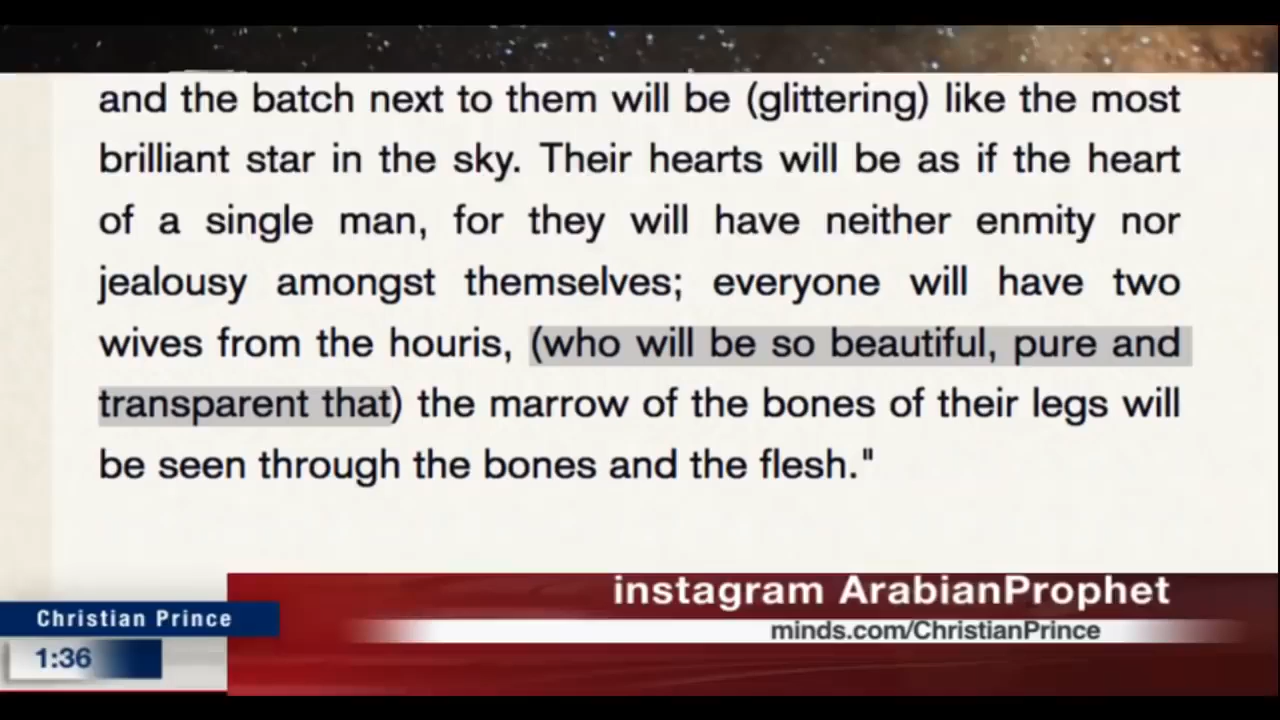 and the batch next to them will be (glittering) like the most
brilliant star in the sky. Their hearts will be as if the heart
of a single man, for they will have neither enmity nor
jealousy amongst themselves; everyone will have two
wives from the houris, (who will be so beautiful, pure and
transparent that) the marrow of the bones of their legs will
be seen through the bones and the flesh."
instagram ArabianProphet
Christian Prince
minds.com/ChristianPrince
1:36